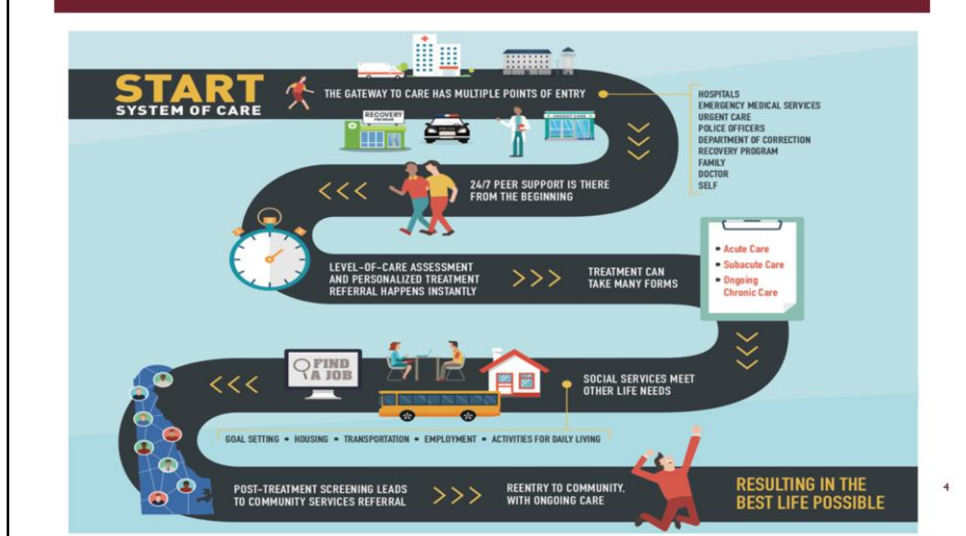 START
SYSTEM OF CARE
THE GATEWAY TO CARE HAS MULTIPLE POINTS OF ENTRY
HOSPITALS
EMERGENCY MEDICAL SERVICES
URGENT CARE
POLICE OFFICERS
DEPARTMENT OF CORRECTION
RECOVERY PROGRAM
FAMILY
DOCTOR
SELF
RECOVERY
PROGRAM
URGENT CARE
24/7 PEER SUPPORT IS THERE
FROM THE BEGINNING
LEVEL-OF-CARE ASSESSMENT
AND PERSONALIZED TREATMENT
REFERRAL HAPPENS INSTANTLY
TREATMENT CAN
TAKE MANY FORMS
• Acute Care
• Subacute Care
• Ongoing
Chronic Care
FIND
A JOB
SOCIAL SERVICES MEET
OTHER LIFE NEEDS
GOAL SETTING • HOUSING • TRANSPORTATION • EMPLOYMENT • ACTIVITIES FOR DAILY LIVING
POST-TREATMENT SCREENING LEADS
TO COMMUNITY SERVICES REFERRAL
REENTRY TO COMMUNITY,
WITH ONGOING CARE
RESULTING IN THE
BEST LIFE POSSIBLE
4